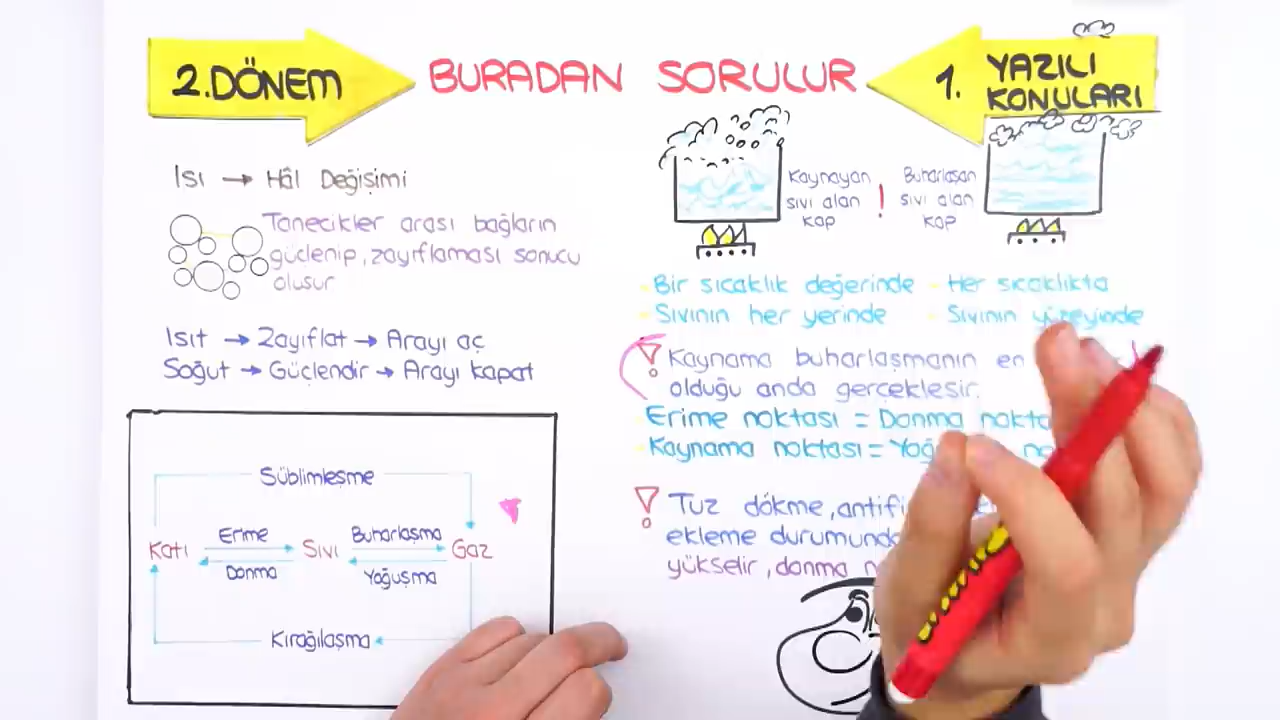 2.DÖNEM
BURADAN SORULUR
1. YAZILI
KONULARI
Isı → Hâl Değişimi
Tanecikler arası bağların
güçlenip, zayıflaması sonucu
oluşur
Isıt → Zayıflat → Arayı aç
Soğut → Güçlendir → Arayı kapat
Süblimleşme
Erime
Buharlaşma
Katı
Sıvı
Gaz
Donma
Yoğuşma
Kırağılaşma
Kaynayan
sıvı alan
kap
!
Buharlaşan
sıvı alan
kap
- Bir sıcaklık değerinde
- Sıvının her yerinde
- Her sıcaklıkta
- Sıvının yüzeyinde
Kaynama buharlaşmanın en
olduğu anda gerçekleşir.
- Erime noktası = Donma
- Kaynama noktası =
Tuz dökme,
ekleme
yükselir, donma